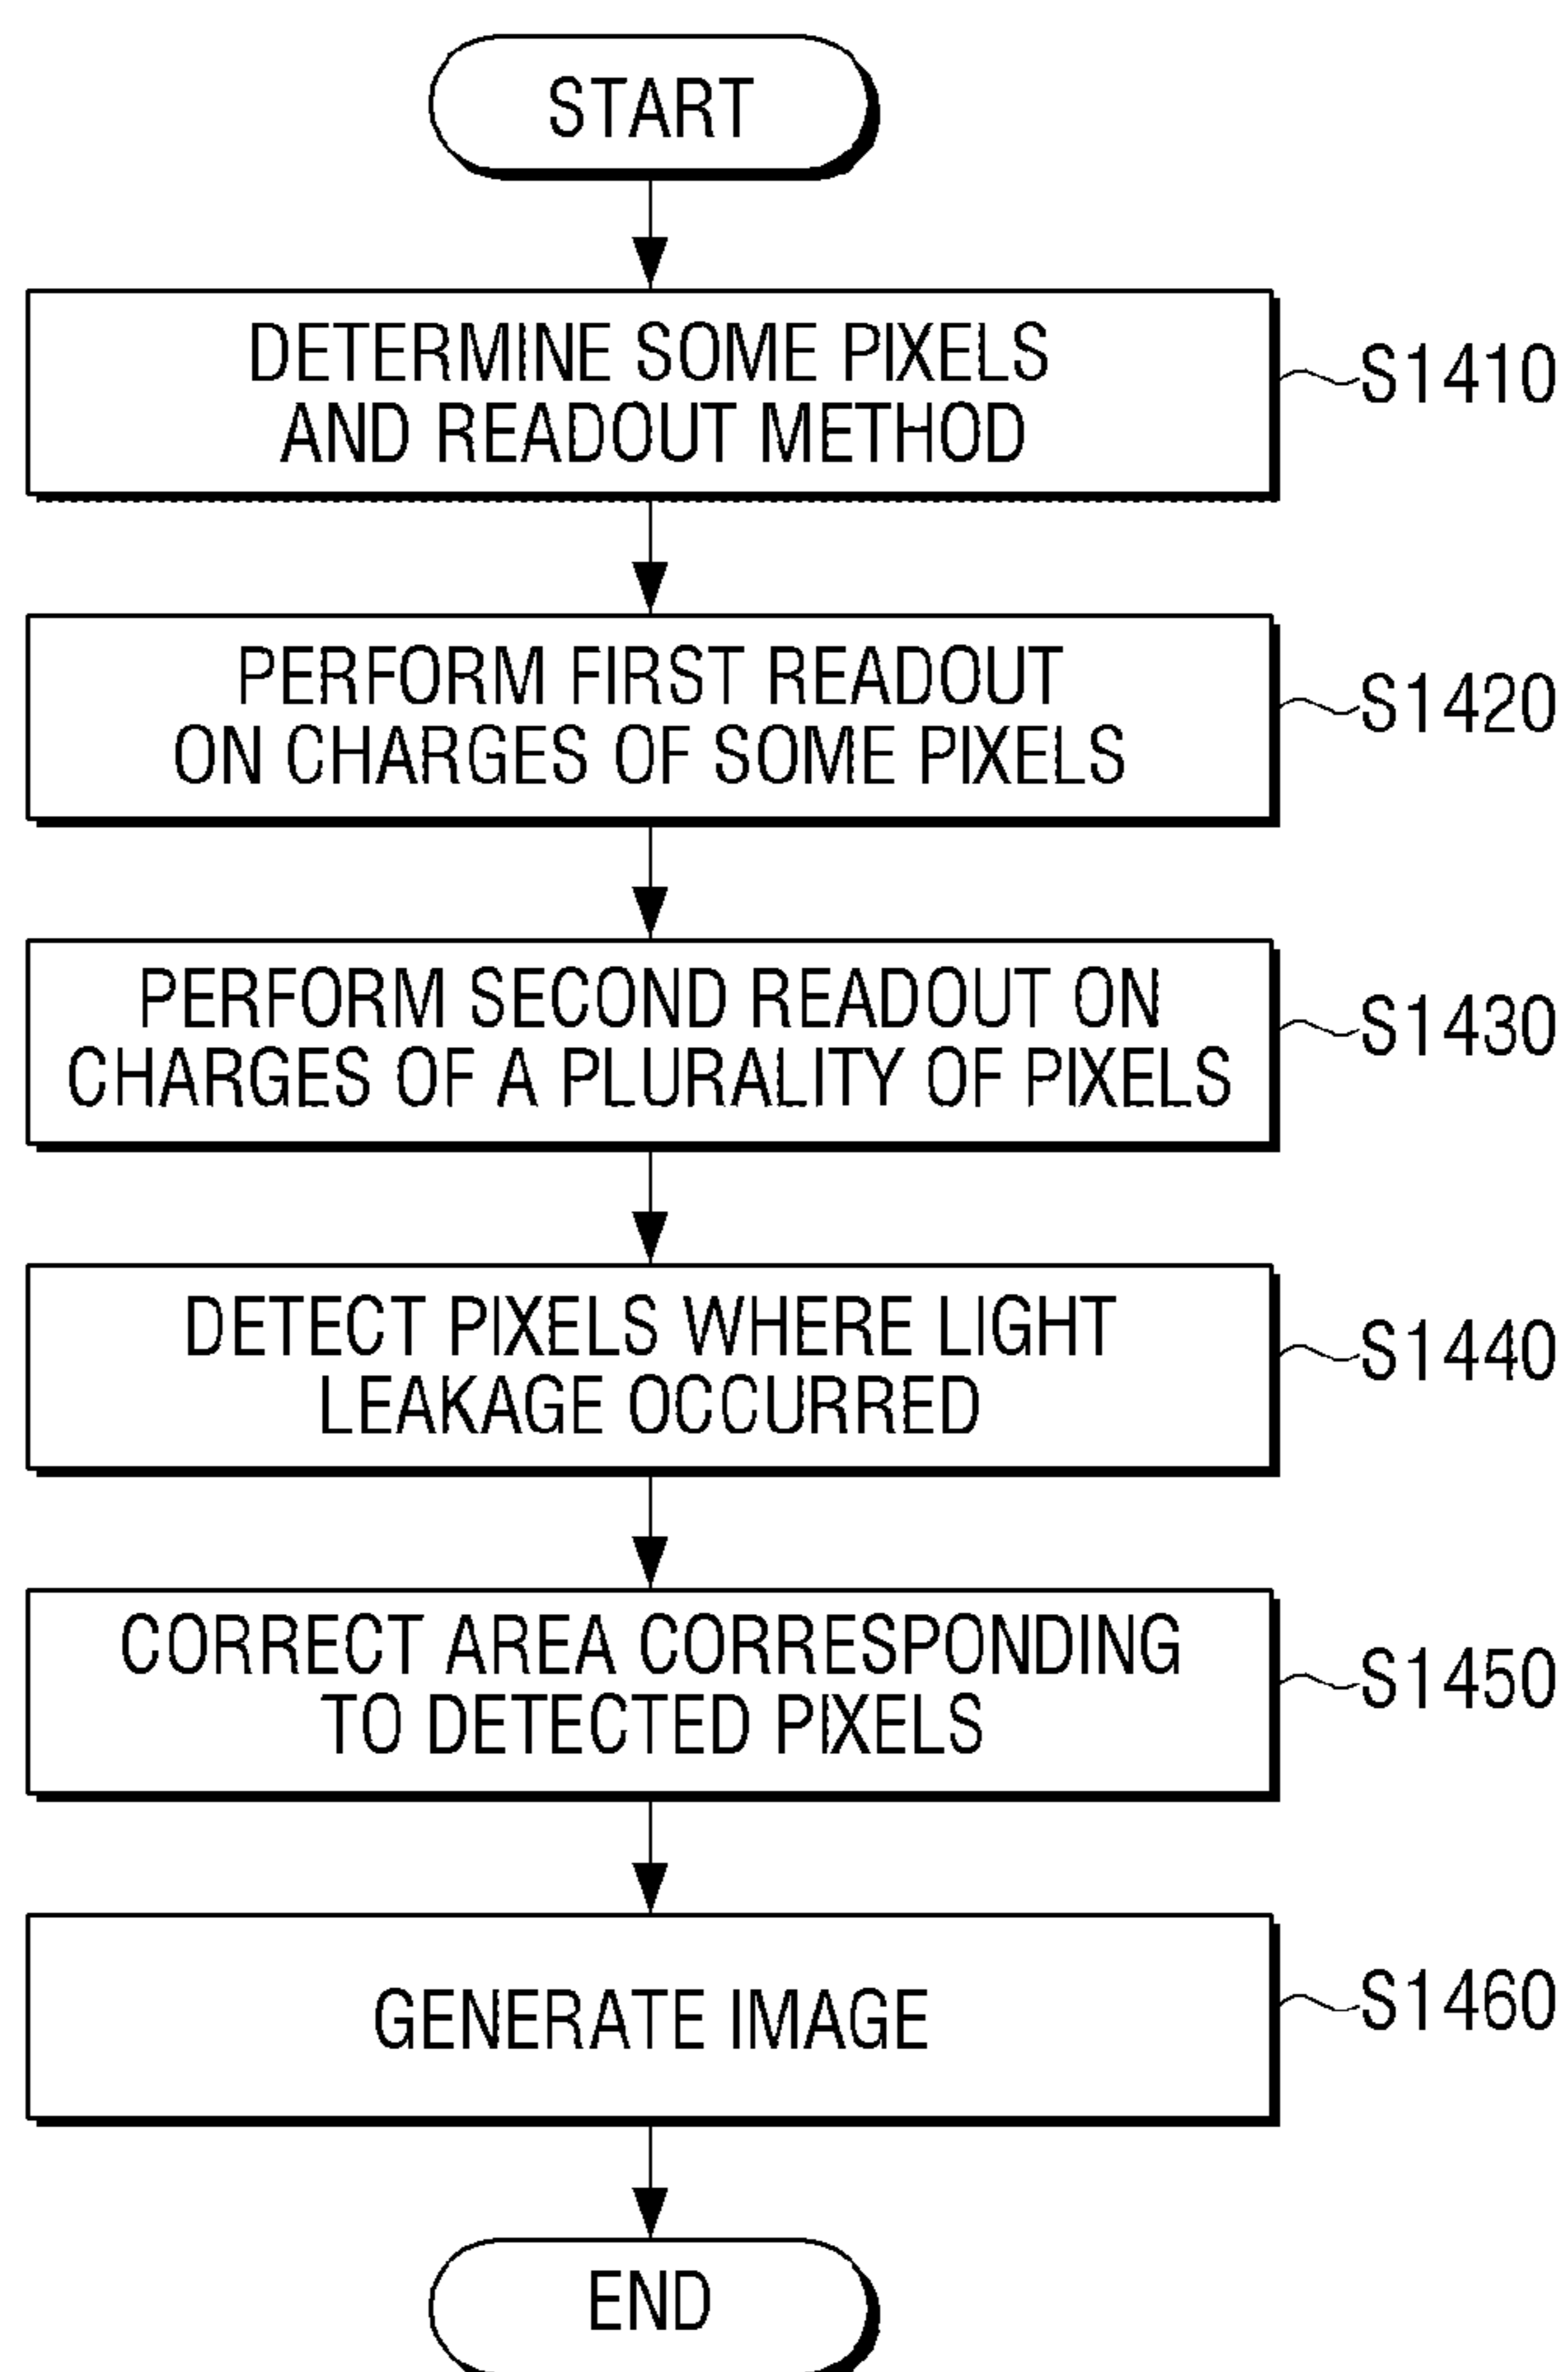 START
DETERMINE SOME PIXELS
AND READOUT METHOD
S1410
PERFORM FIRST READOUT
ON CHARGES OF SOME PIXELS
S1420
PERFORM SECOND READOUT ON
CHARGES OF A PLURALITY OF PIXELS
S1430
DETECT PIXELS WHERE LIGHT
LEAKAGE OCCURRED
S1440
CORRECT AREA CORRESPONDING
TO DETECTED PIXELS
S1450
GENERATE IMAGE
S1460
END